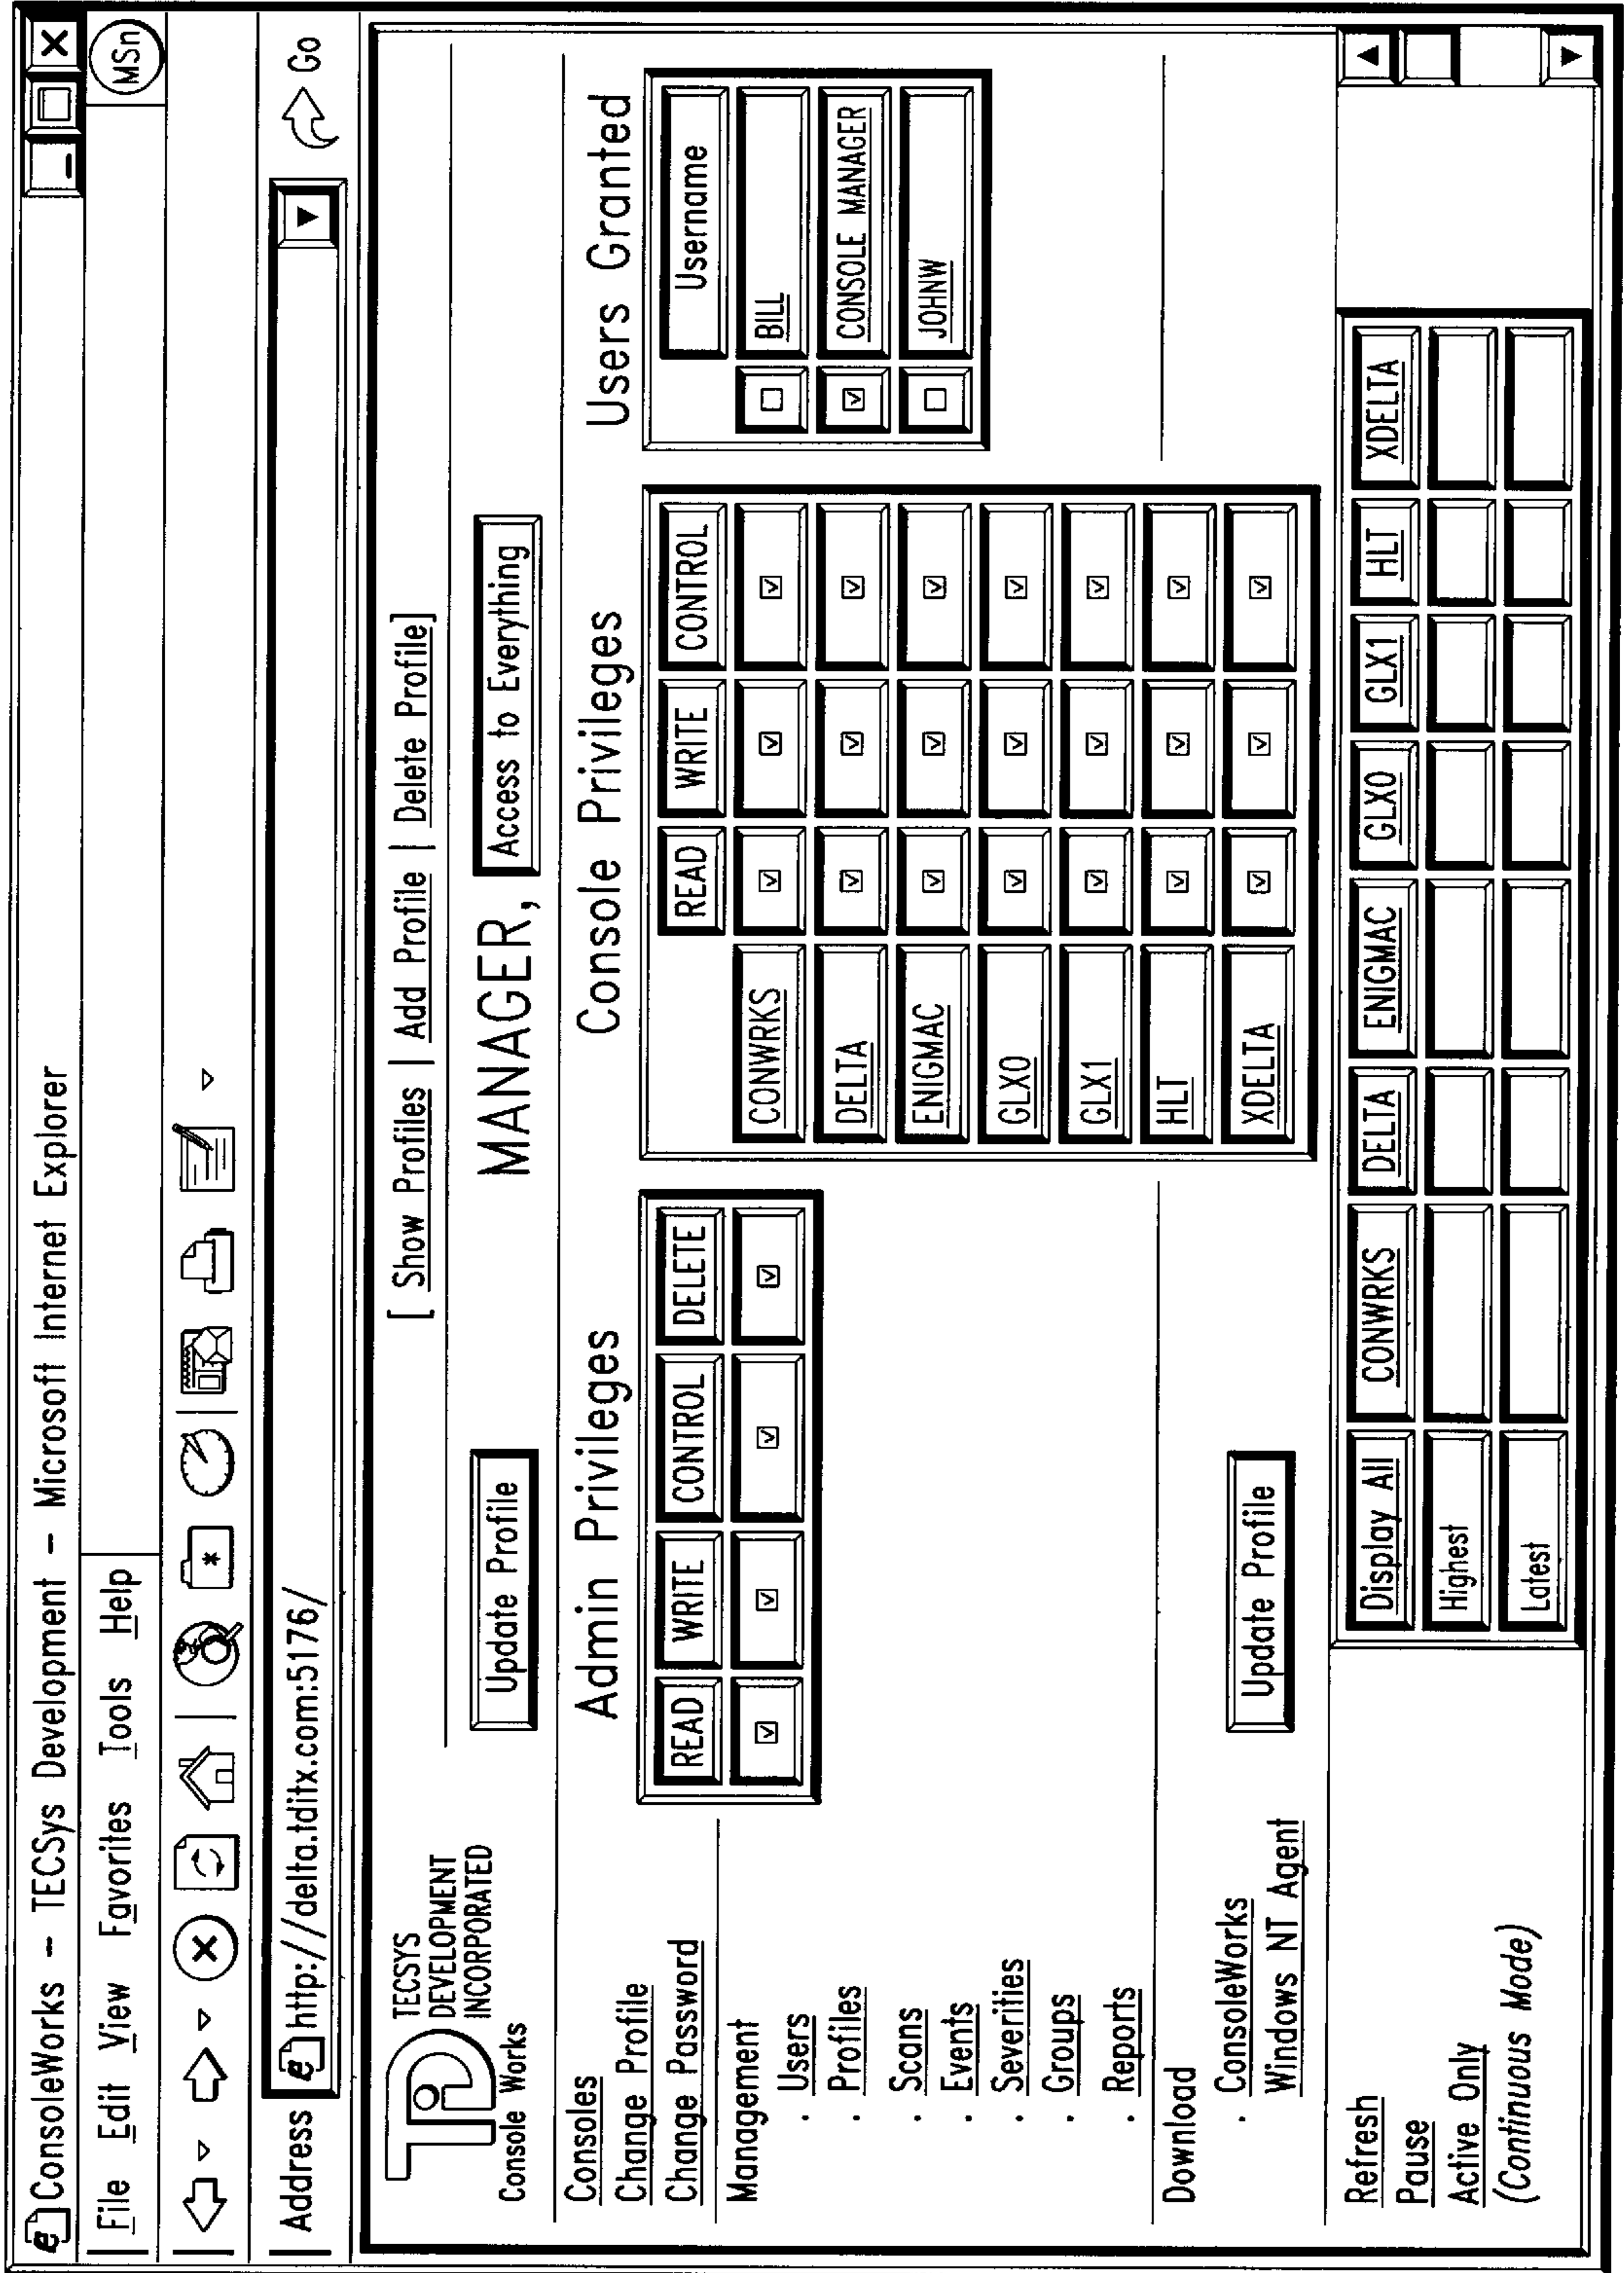 ConsoleWorks – TECSys Development – Microsoft Internet Explorer
File Edit View Favorites Tools Help
MSn
Address http://delta.tditx.com:5176/ Go
TECSYS
DEVELOPMENT
INCORPORATED
Console Works
Consoles
Change Profile
Change Password
Management
· Users
· Profiles
· Scans
· Events
· Severities
· Groups
· Reports
Download
· ConsoleWorks
Windows NT Agent
[ Show Profiles | Add Profile | Delete Profile]
Update Profile MANAGER, Access to Everything
Admin Privileges
READ WRITE CONTROL DELETE
Console Privileges
READ WRITE CONTROL
CONWRKS
DELTA
ENIGMAC
GLX0
GLX1
HLT
XDELTA
Users Granted
Username
BILL
CONSOLE MANAGER
JOHNW
Update Profile
Refresh
Pause
Active Only
(Continuous Mode)
Display All CONWRKS DELTA ENIGMAC GLX0 GLX1 HLT XDELTA
Highest
Latest